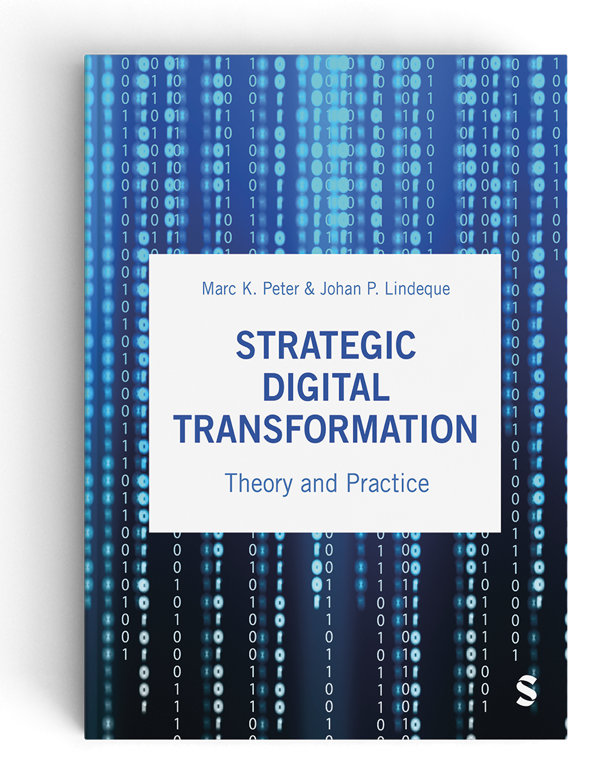 Marc K. Peter & Johan P. Lindeque
STRATEGIC
DIGITAL
TRANSFORMATION
Theory and Practice
S